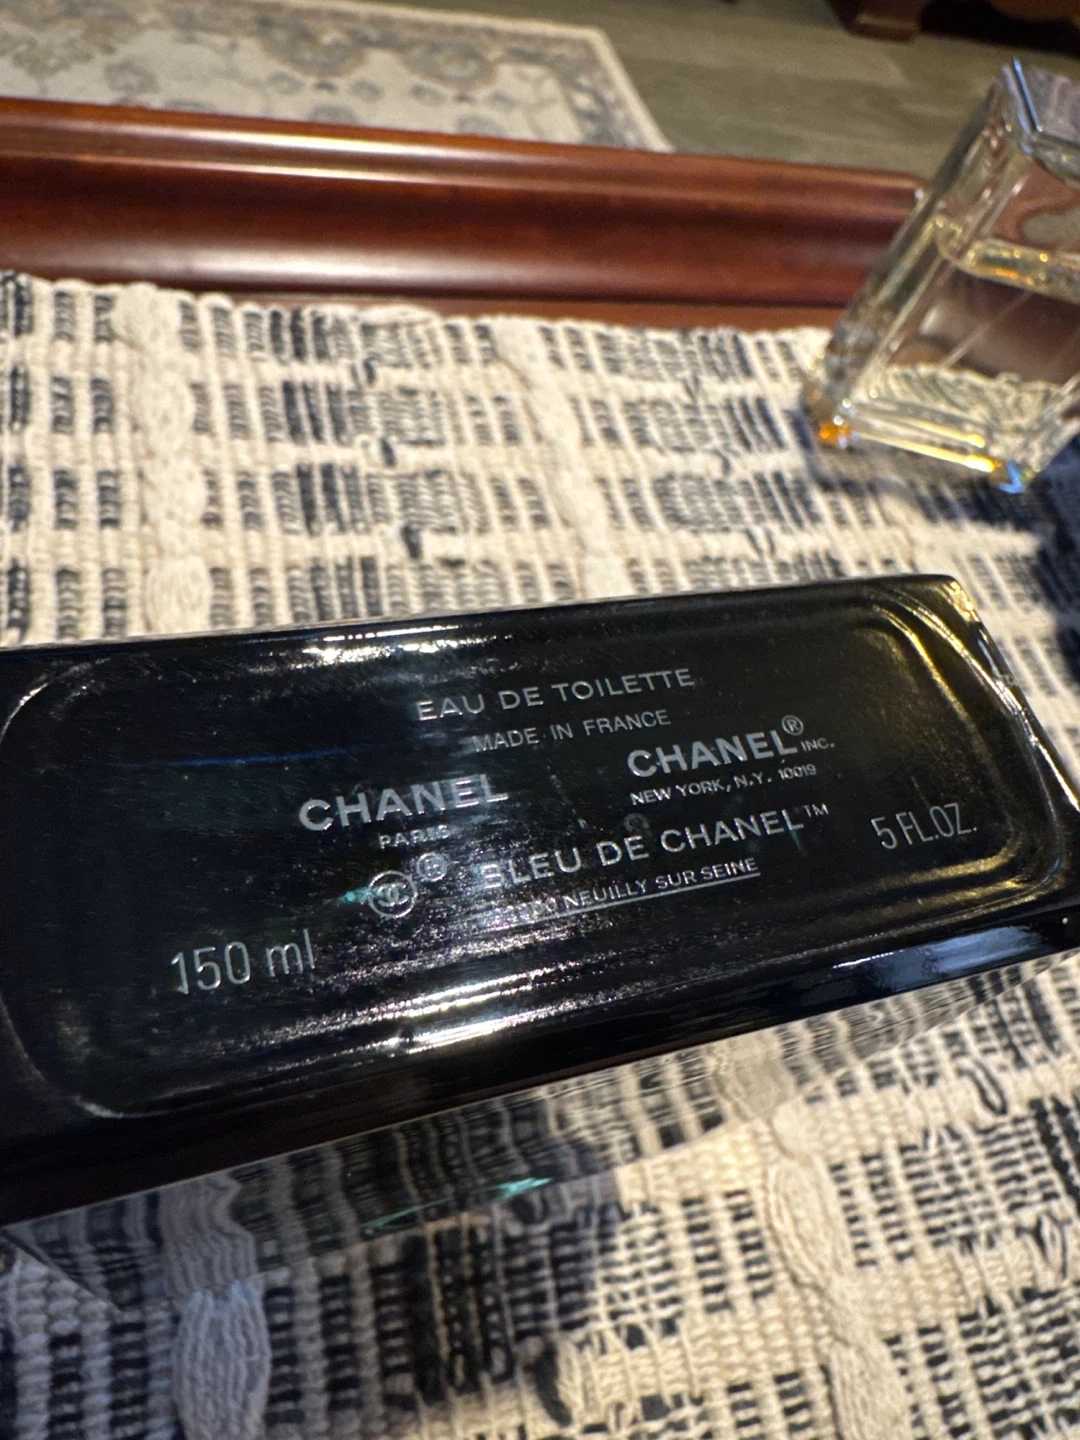 EAU DE TOILETTE
MADE IN FRANCE
CHANEL
PARIS
CHANEL® INC.
NEW YORK, N.Y. 10019
®
BLEU DE CHANEL™
NEUILLY SUR SEINE
150 ml
5 FL.OZ.